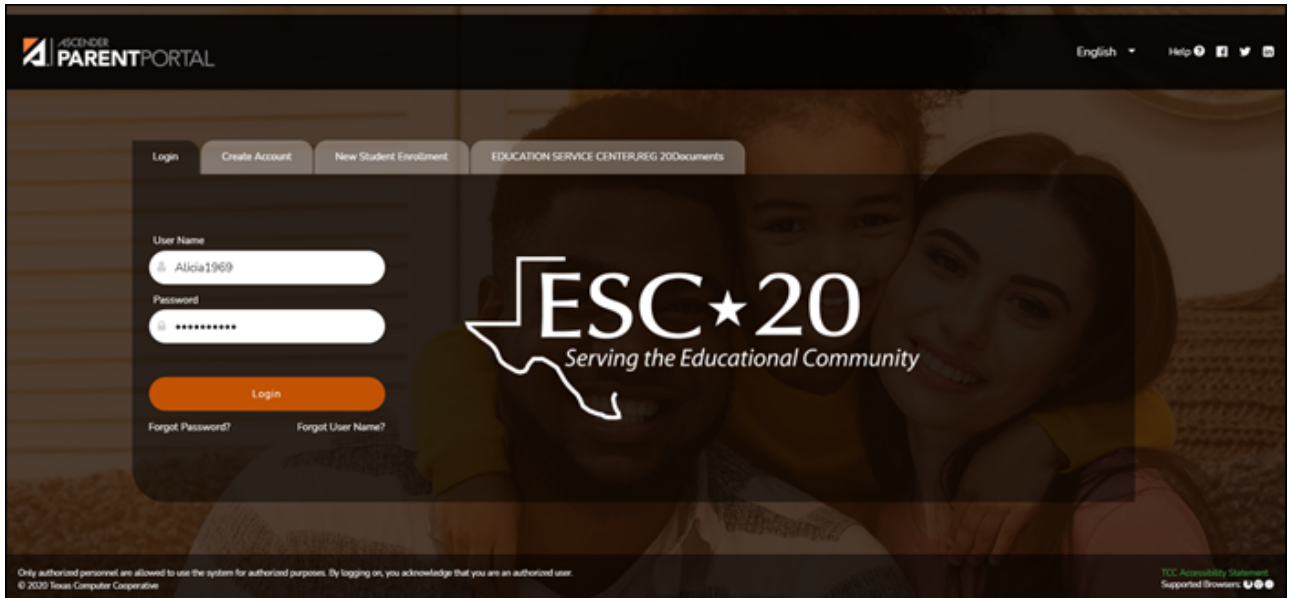 ASCENDER
PARENTPORTAL
English
Help
Login
Create Account
New Student Enrollment
EDUCATION SERVICE CENTER,REG 20Documents
User Name
Alicia1969
Password
••••••••••
Login
Forgot Password?
Forgot User Name?
ESC★20
Serving the Educational Community
Only authorized personnel are allowed to use the system for authorized purposes. By logging on, you acknowledge that you are an authorized user.
© 2020 Texas Computer Cooperative
TCC Accessibility Statement
Supported Browsers: